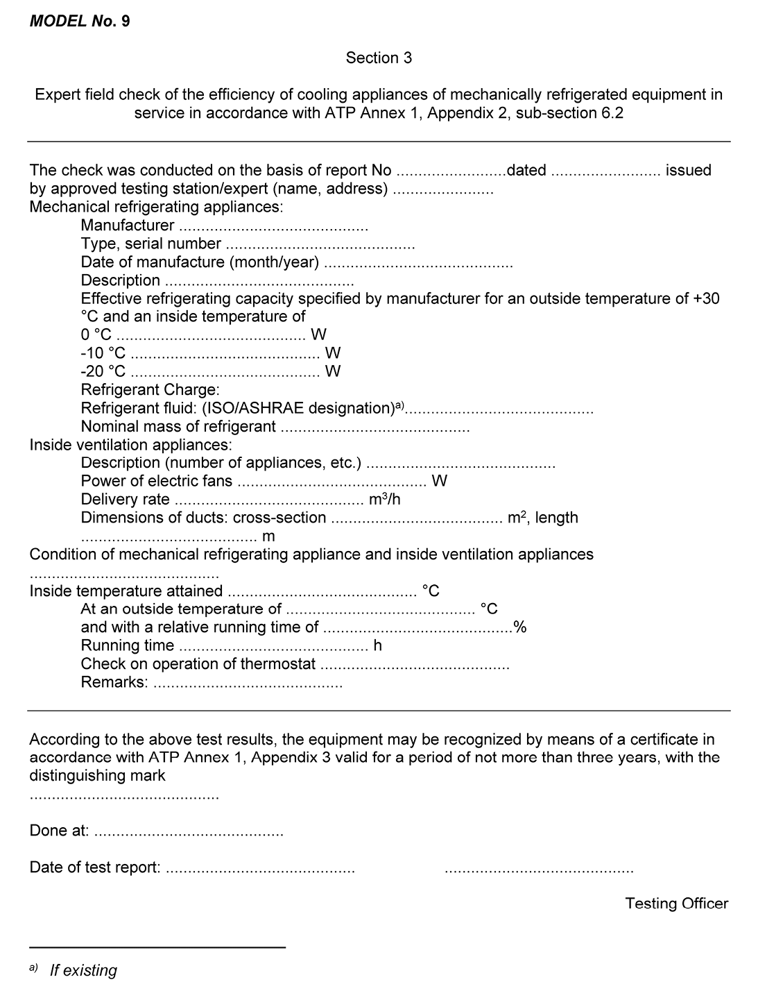 MODEL No. 9
Section 3
Expert field check of the efficiency of cooling appliances of mechanically refrigerated equipment in
service in accordance with ATP Annex 1, Appendix 2, sub-section 6.2
The check was conducted on the basis of report No .........................dated ......................... issued
by approved testing station/expert (name, address) .......................
Mechanical refrigerating appliances:
Manufacturer ...........................................
Type, serial number ...........................................
Date of manufacture (month/year) ...........................................
Description ...........................................
Effective refrigerating capacity specified by manufacturer for an outside temperature of +30
°C and an inside temperature of
0 °C ........................................... W
-10 °C ........................................... W
-20 °C ........................................... W
Refrigerant Charge:
Refrigerant fluid: (ISO/ASHRAE designation)a)...........................................
Nominal mass of refrigerant ...........................................
Inside ventilation appliances:
Description (number of appliances, etc.) ...........................................
Power of electric fans ........................................... W
Delivery rate ........................................... m³/h
Dimensions of ducts: cross-section ....................................... m², length
........................................ m
Condition of mechanical refrigerating appliance and inside ventilation appliances
...........................................
Inside temperature attained ........................................... °C
At an outside temperature of ........................................... °C
and with a relative running time of ...........................................%
Running time ........................................... h
Check on operation of thermostat ...........................................
Remarks: ...........................................
According to the above test results, the equipment may be recognized by means of a certificate in
accordance with ATP Annex 1, Appendix 3 valid for a period of not more than three years, with the
distinguishing mark
...........................................
Done at: ...........................................
Date of test report: ........................................... ...........................................
Testing Officer
a) If existing